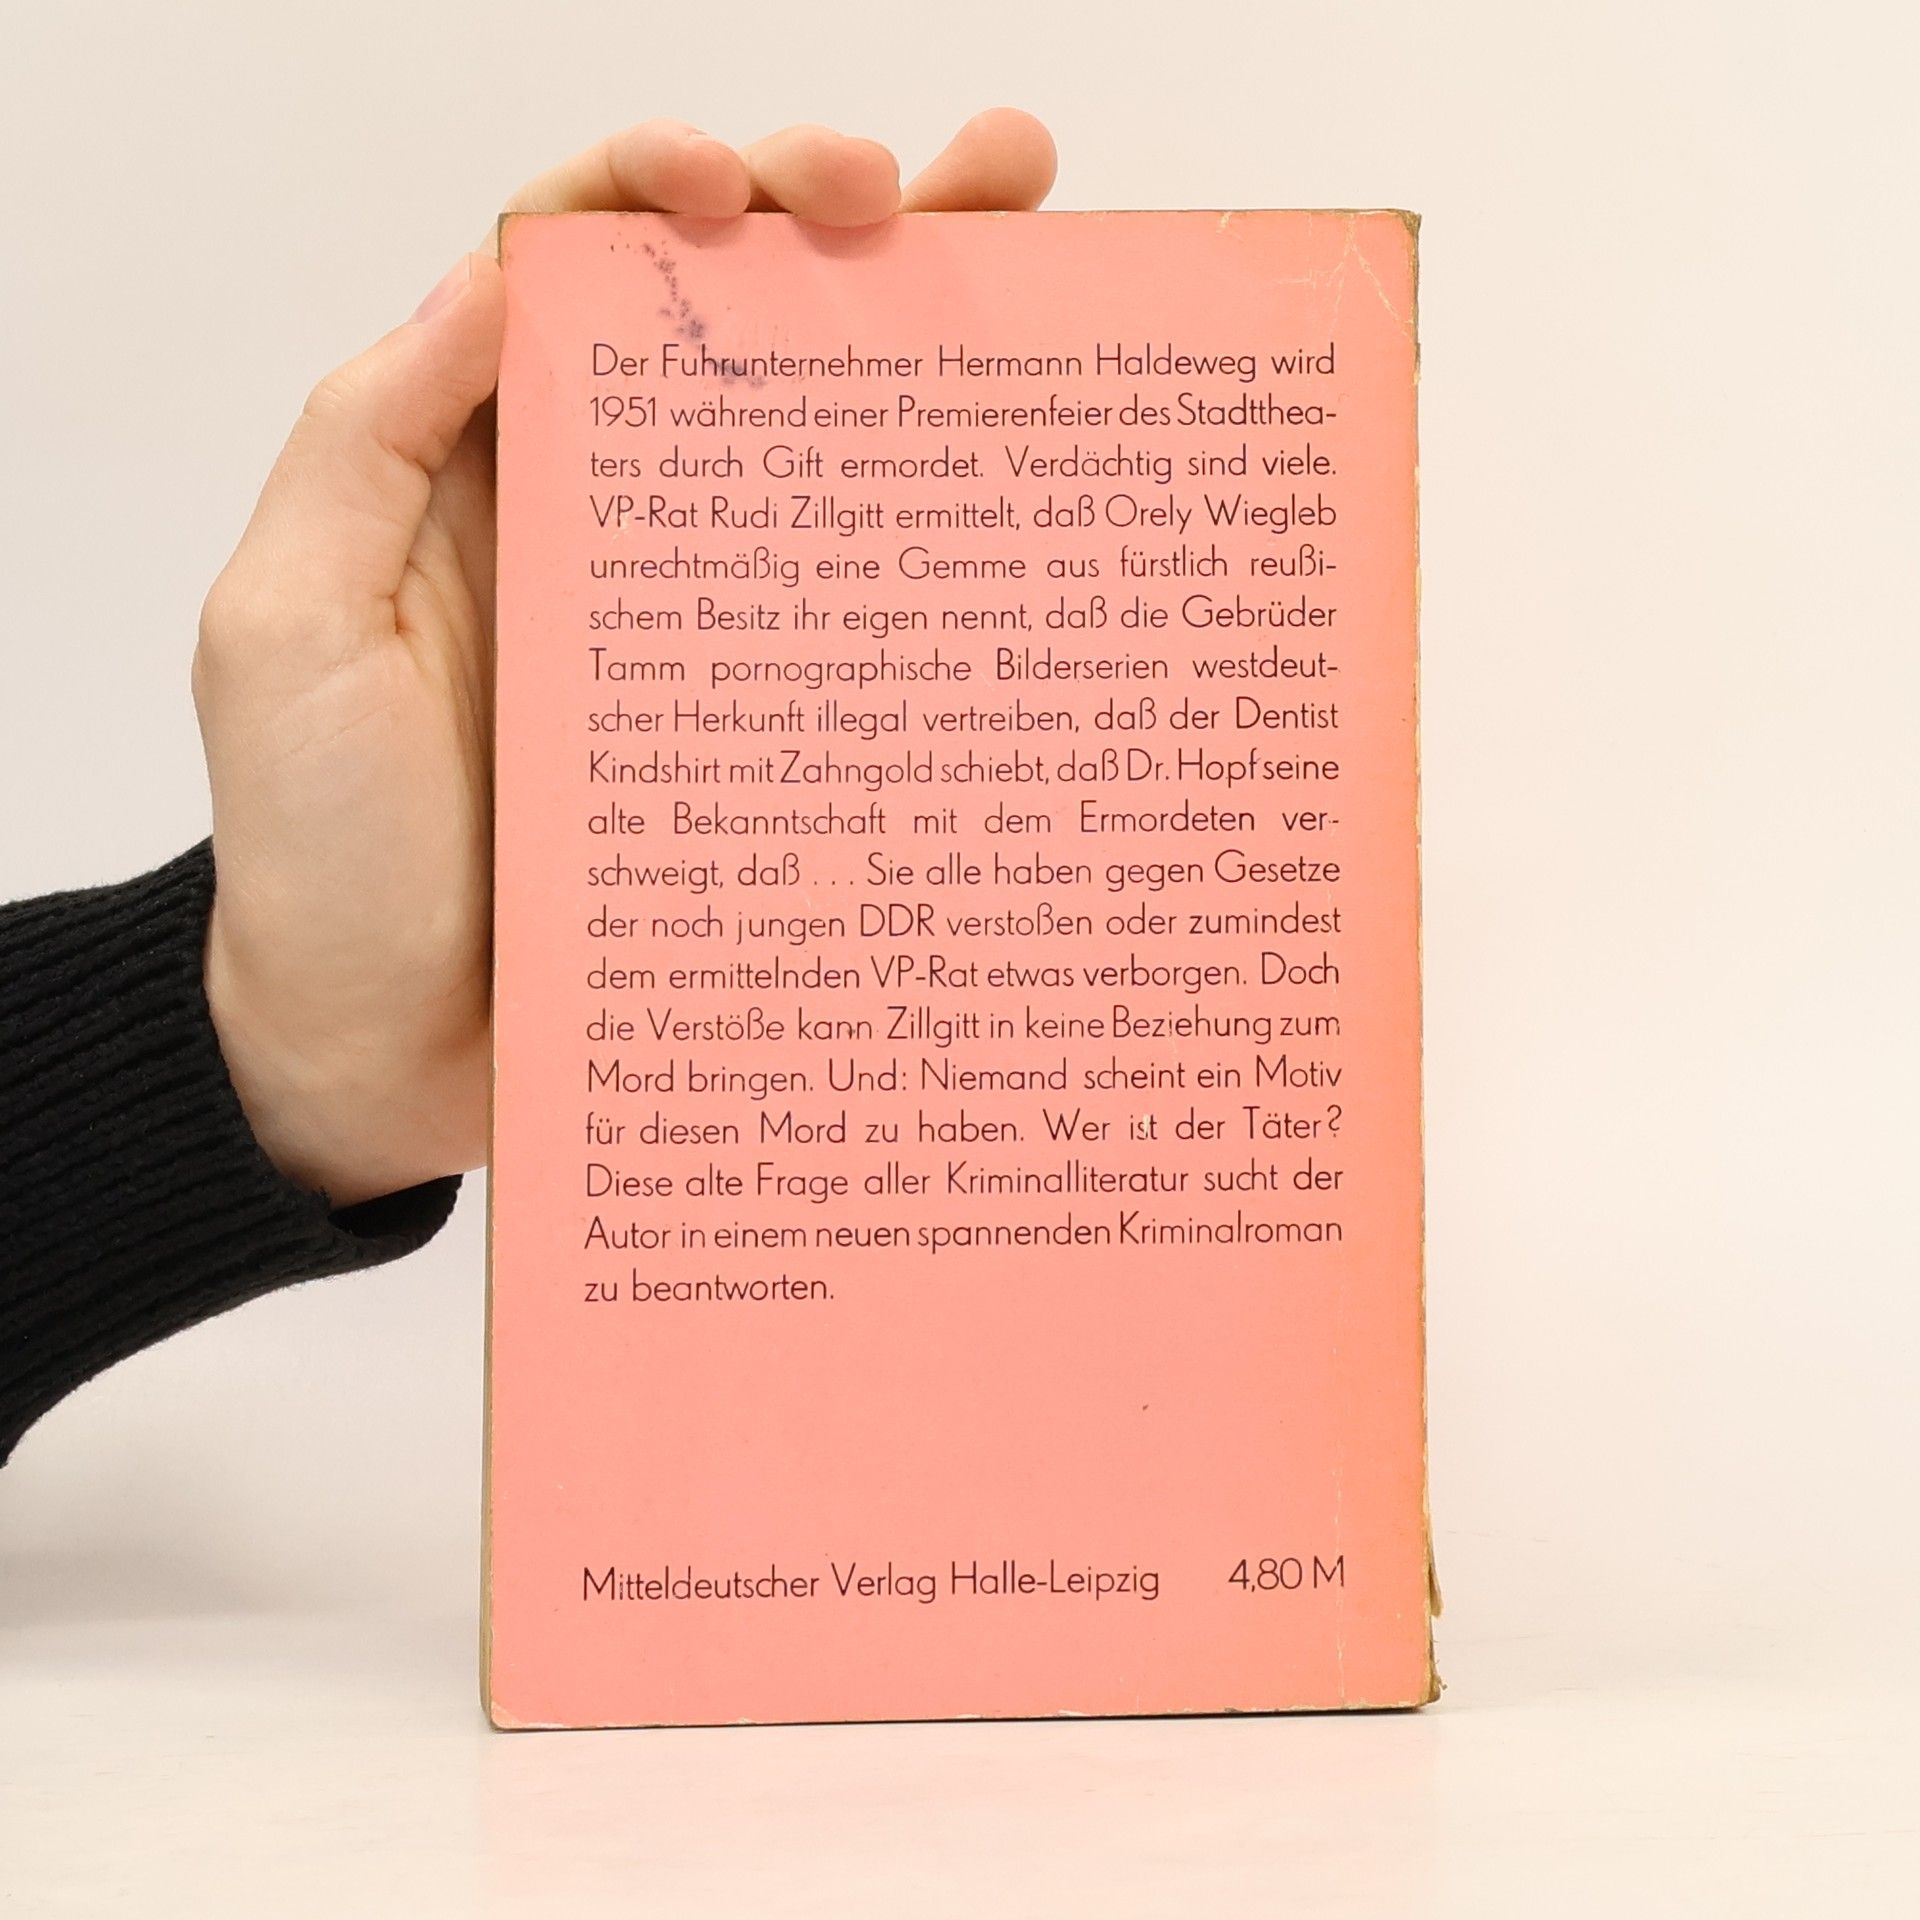 Der Fuhrunternehmer Hermann Haldeweg wird
1951 während einer Premierenfeier des Stadtthea-
ters durch Gift ermordet. Verdächtig sind viele.
VP-Rat Rudi Zillgitt ermittelt, daß Orely Wiegleb
unrechtmäßig eine Gemme aus fürstlich reußi-
schem Besitz ihr eigen nennt, daß die Gebrüder
Tamm pornographische Bilderserien westdeut-
scher Herkunft illegal vertreiben, daß der Dentist
Kindshirt mit Zahngold schiebt, daß Dr. Hopf seine
alte Bekanntschaft mit dem Ermordeten ver-
schweigt, daß . . . Sie alle haben gegen Gesetze
der noch jungen DDR verstoßen oder zumindest
dem ermittelnden VP-Rat etwas verborgen. Doch
die Verstöße kann Zillgitt in keine Beziehung zum
Mord bringen. Und: Niemand scheint ein Motiv
für diesen Mord zu haben. Wer ist der Täter?
Diese alte Frage aller Kriminalliteratur sucht der
Autor in einem neuen spannenden Kriminalroman
zu beantworten.
Mitteldeutscher Verlag Halle-Leipzig 4,80 M